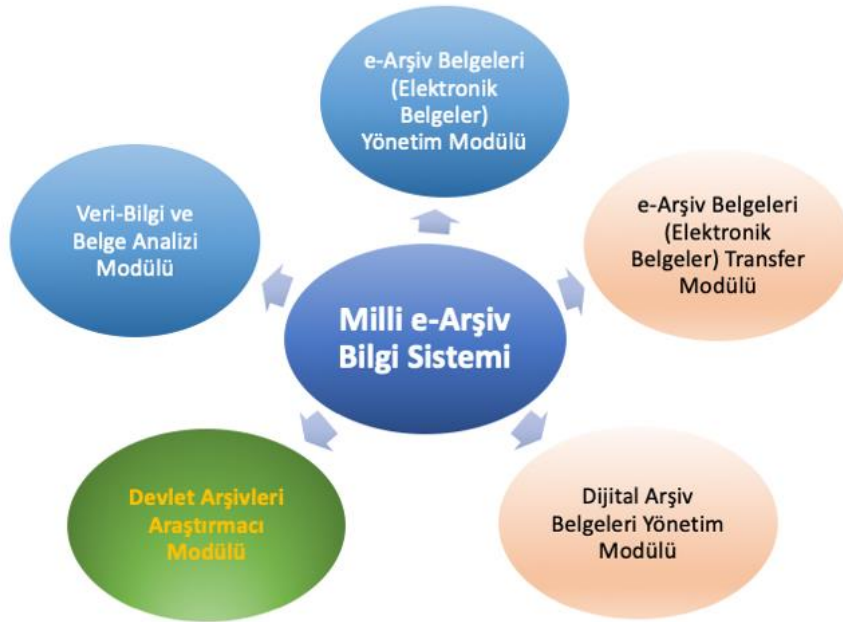 e-Arşiv Belgeleri
(Elektronik
Belgeler)
Yönetim Modülü
Veri-Bilgi ve
Belge Analizi
Modülü
e-Arşiv Belgeleri
(Elektronik
Belgeler) Transfer
Modülü
Milli e-Arşiv
Bilgi Sistemi
Devlet Arşivleri
Araştırmacı
Modülü
Dijital Arşiv
Belgeleri Yönetim
Modülü